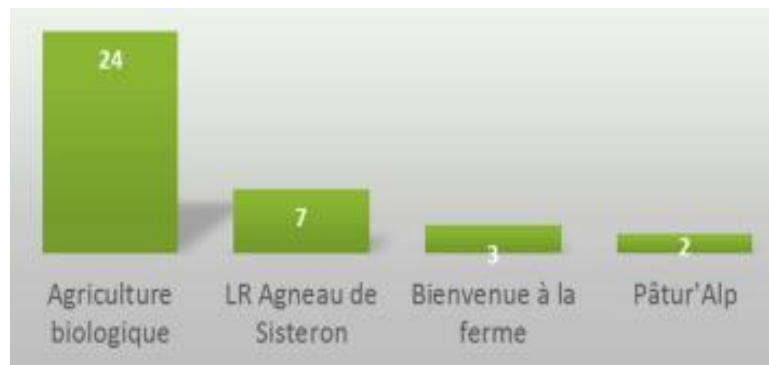 24
7
3
2
Agriculture
biologique
LR Agneau de
Sisteron
Bienvenue à la
ferme
Pâtur'Alp